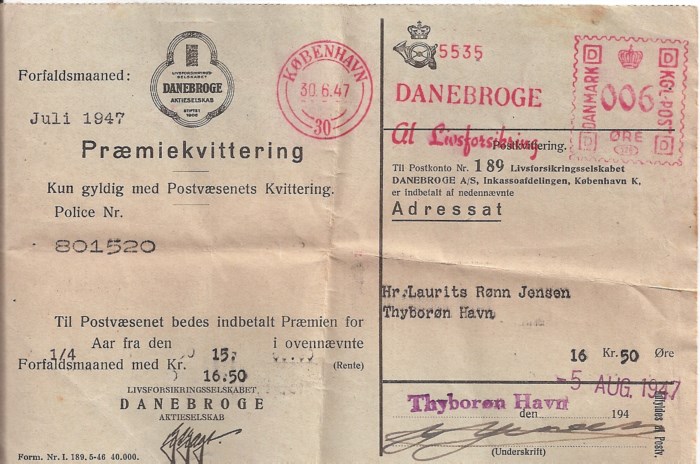 Forfaldsmaaned:
Juli 1947
LIVSFORSIKRINGS
SELSKABET
DANEBROGE
AKTIESELSKAB
STIFTET
Præmiekvittering
Kun gyldig med Postvæsenets Kvittering.
Police Nr.
801520
Til Postvæsenet bedes indbetalt Præmien for
1/4 Aar fra den 15. i ovennævnte
Forfaldsmaaned med Kr. 16.50 (Rente)
LIVSFORSIKRINGSSELSKABET
DANEBROGE
AKTIESELSKAB
Form. Nr. I. 189. 5-46 40.000.
KØBENHAVN
30.6.47
30
5535
DANEBROGE
Livsforsikring
DANMARK
006
ØRE
KGL·POST
Postkvittering.
Til Postkonto Nr. 189 Livsforsikringsselskabet
DANEBROGE A/S, Inkassoafdelingen, København K,
er indbetalt af nedennævnte
Adressat
Hr. Laurits Rønn Jensen
Thyborøn Havn
16 Kr. 50 Øre
-5 AUG. 1947
Thyborøn Havn den 194
(Underskrift)